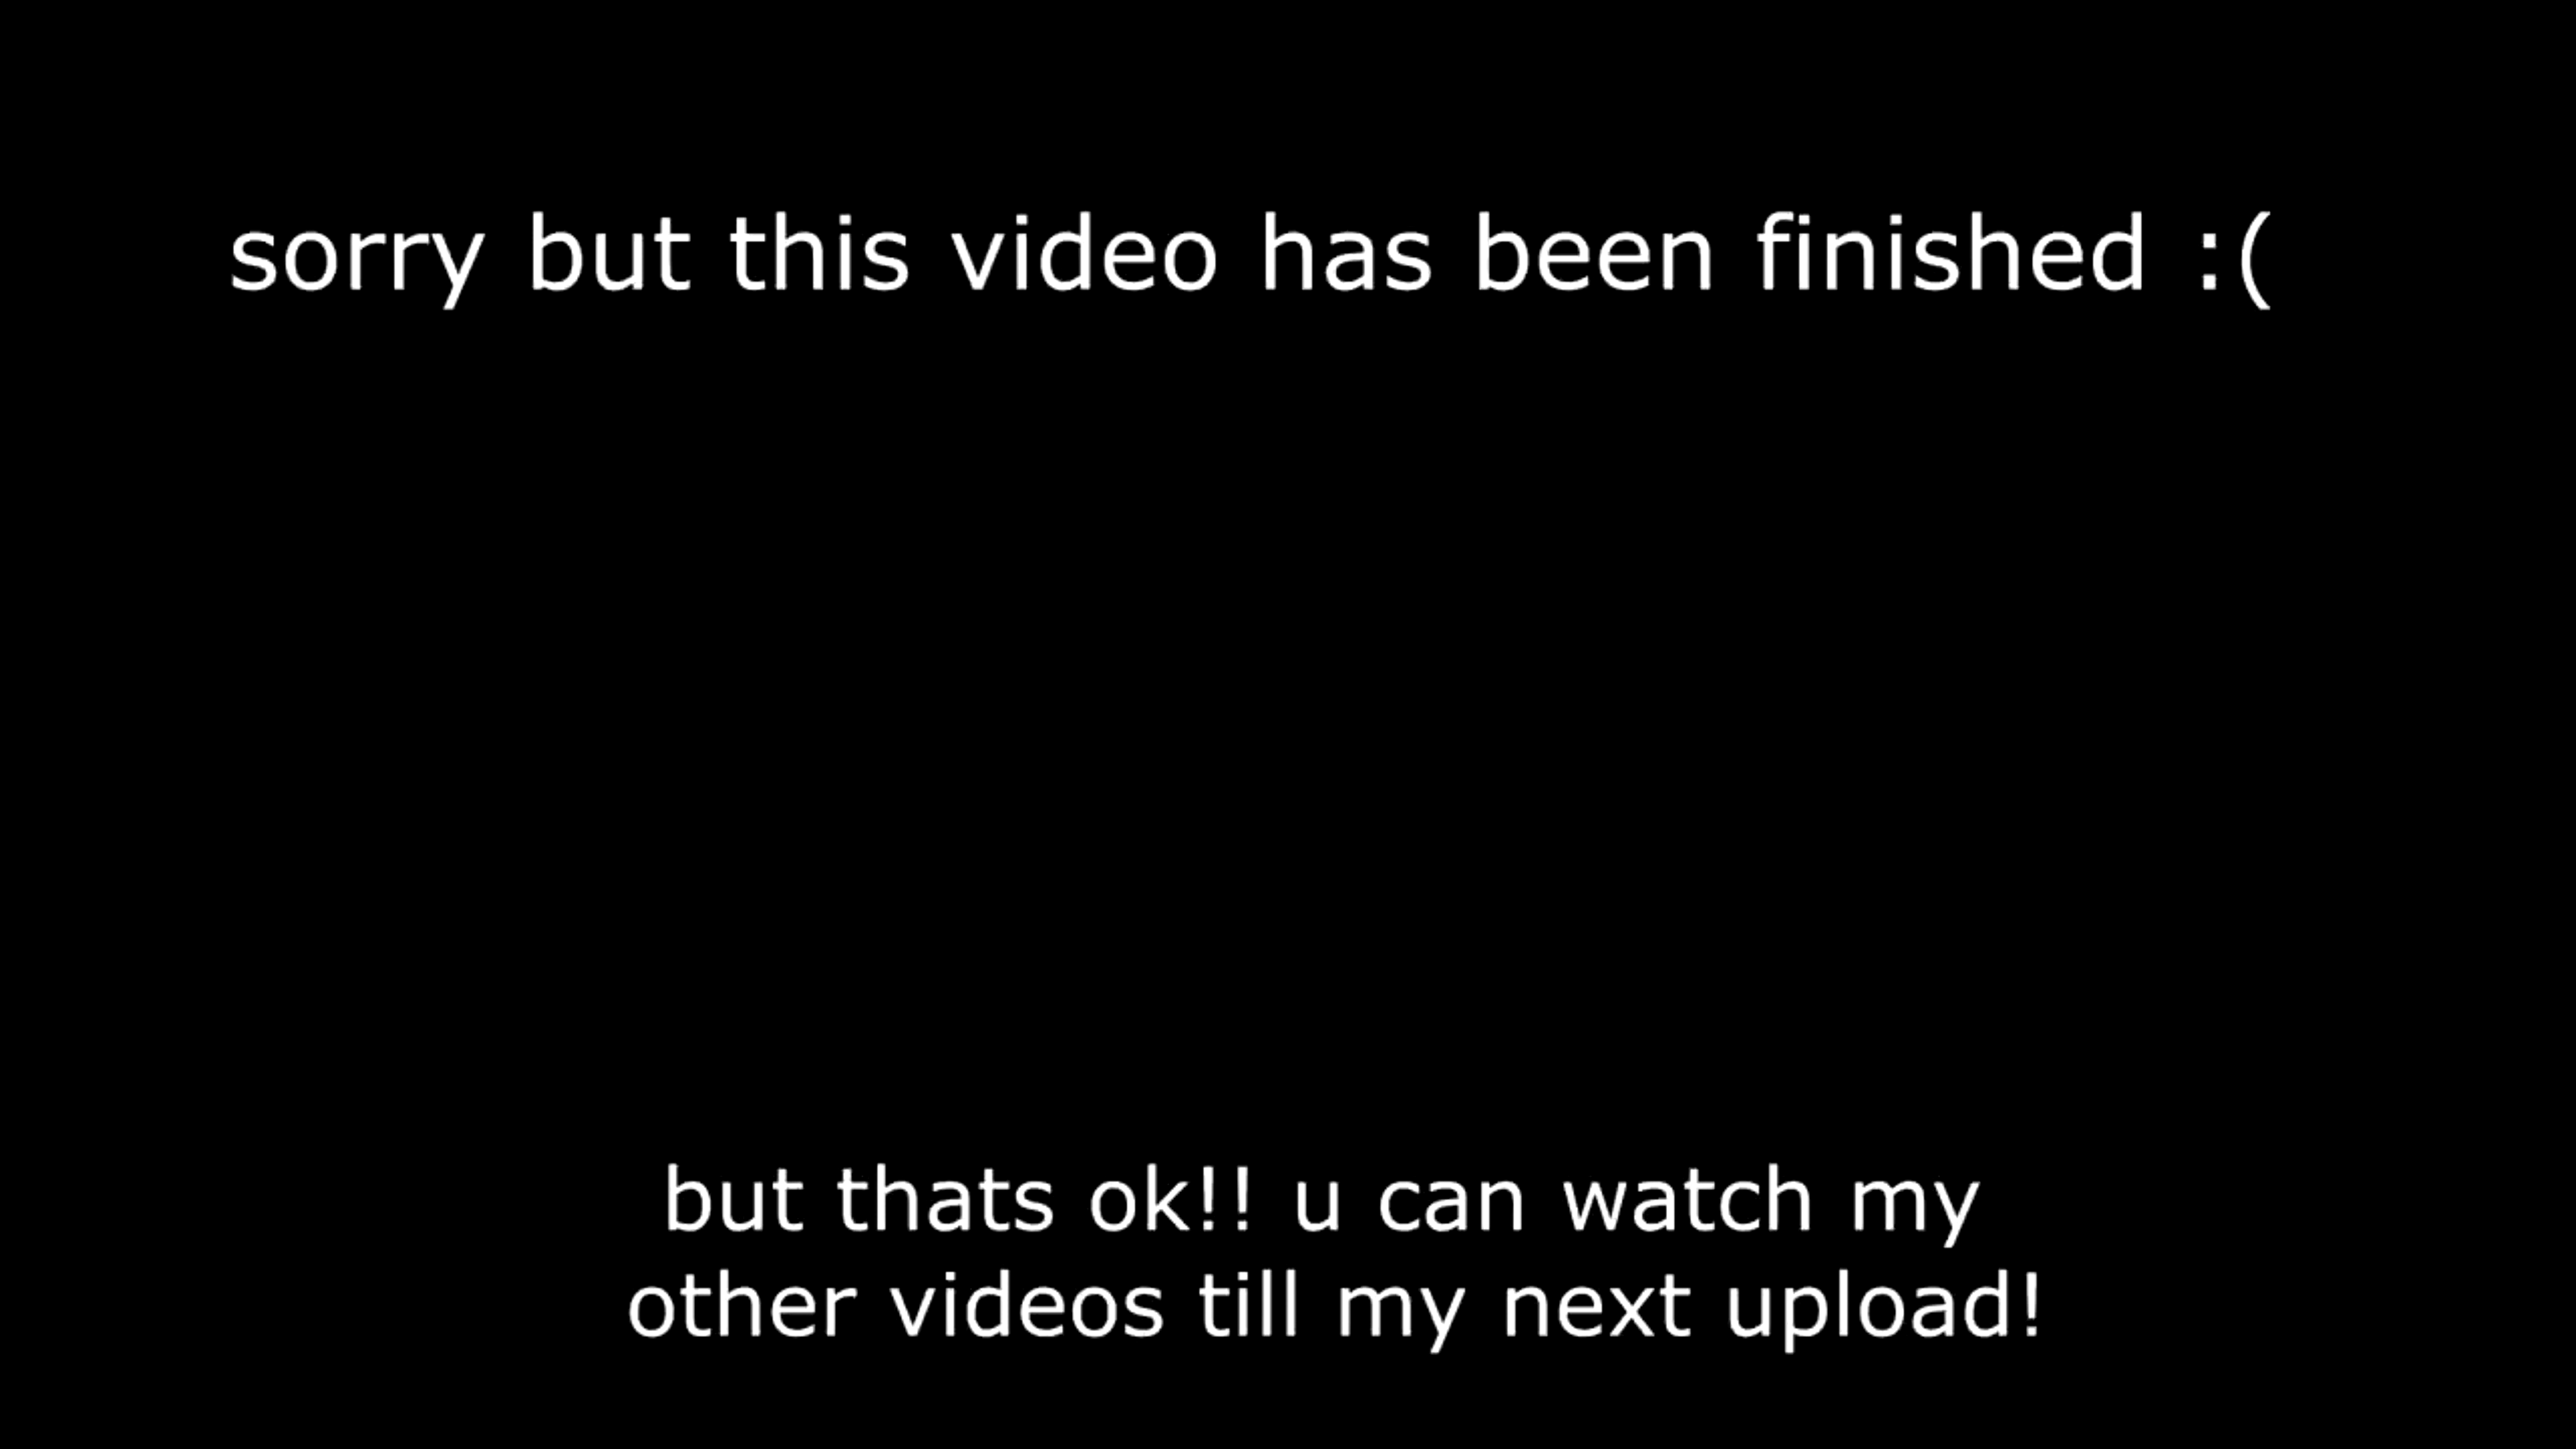 sorry but this video has been finished :(
but thats ok!! u can watch my
other videos till my next upload!